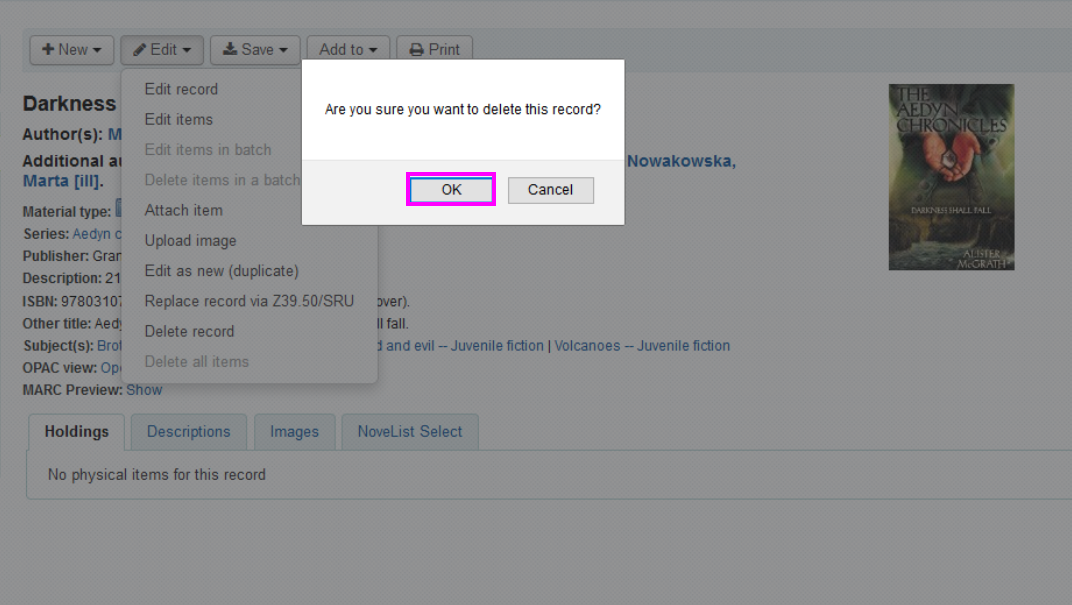 New Edit Save Add to Print
Edit record
Edit items
Edit items in batch
Delete items in a batch
Attach item
Upload image
Edit as new (duplicate)
Replace record via Z39.50/SRU
Delete record
Delete all items
Are you sure you want to delete this record?
OK Cancel
Darkness
Author(s): M
Additional au Nowakowska,
Marta [ill].
Material type:
Series: Aedyn c
Publisher: Gran
Description: 21
ISBN: 97803107 over).
Other title: Aedy ll fall.
Subject(s): Brot d and evil -- Juvenile fiction | Volcanoes -- Juvenile fiction
OPAC view: Ope
MARC Preview: Show
THE
AEDYN
CHRONICLES
DARKNESS SHALL FALL
ALISTER
McGRATH
Holdings Descriptions Images NoveList Select
No physical items for this record